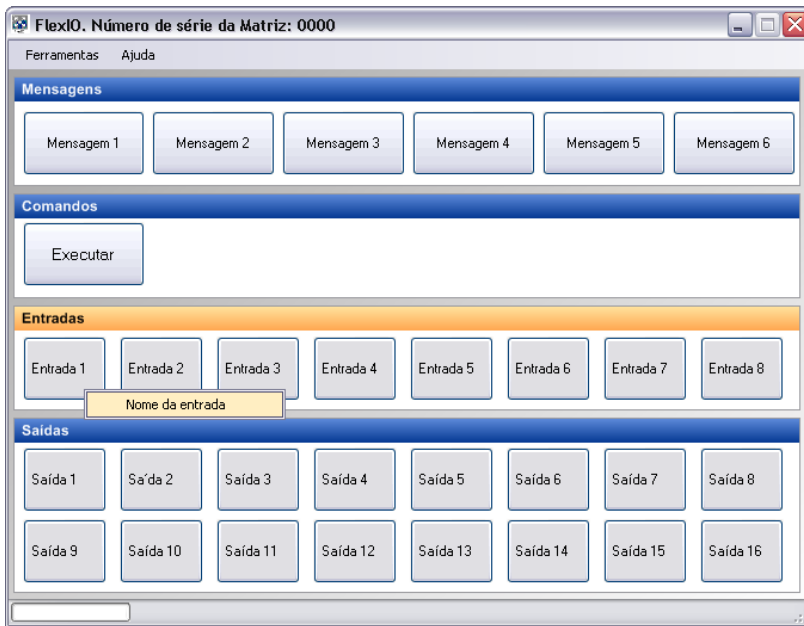 FlexIO. Número de série da Matriz: 0000
Ferramentas Ajuda
Mensagens
Mensagem 1 Mensagem 2 Mensagem 3 Mensagem 4 Mensagem 5 Mensagem 6
Comandos
Executar
Entradas
Entrada 1 Entrada 2 Entrada 3 Entrada 4 Entrada 5 Entrada 6 Entrada 7 Entrada 8
Nome da entrada
Saídas
Saída 1 Sa´da 2 Saída 3 Saída 4 Saída 5 Saída 6 Saída 7 Saída 8
Saída 9 Saída 10 Saída 11 Saída 12 Saída 13 Saída 14 Saída 15 Saída 16